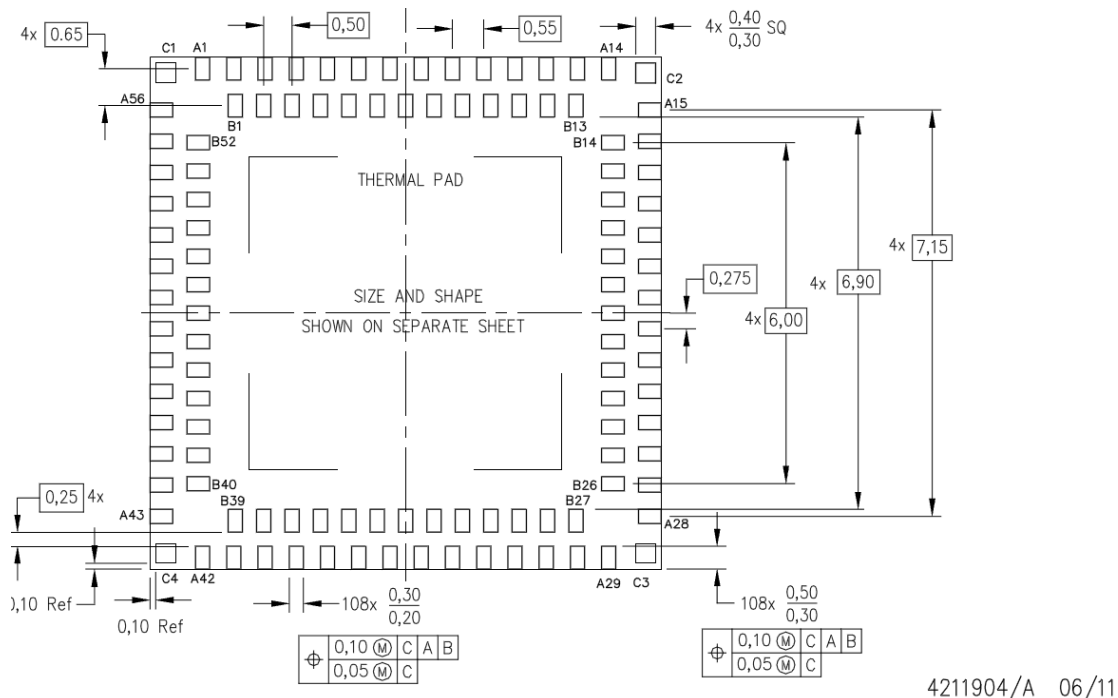 4x 0.65
0,50
0,55
4x 0,40 SQ
0,30
C1
A1
A14
C2
A56
A15
B1
B13
B52
B14
THERMAL PAD
4x 7,15
0,275
4x 6,90
SIZE AND SHAPE
4x 6,00
SHOWN ON SEPARATE SHEET
B40
B26
0,25 4x
B39
B27
A43
A28
C4
A42
A29
C3
0,10 Ref
0,10 Ref
108x 0,30
0,20
108x 0,50
0,30
⌖ 0,10 Ⓜ C A B
0,05 Ⓜ C
⌖ 0,10 Ⓜ C A B
0,05 Ⓜ C
4211904/A 06/11